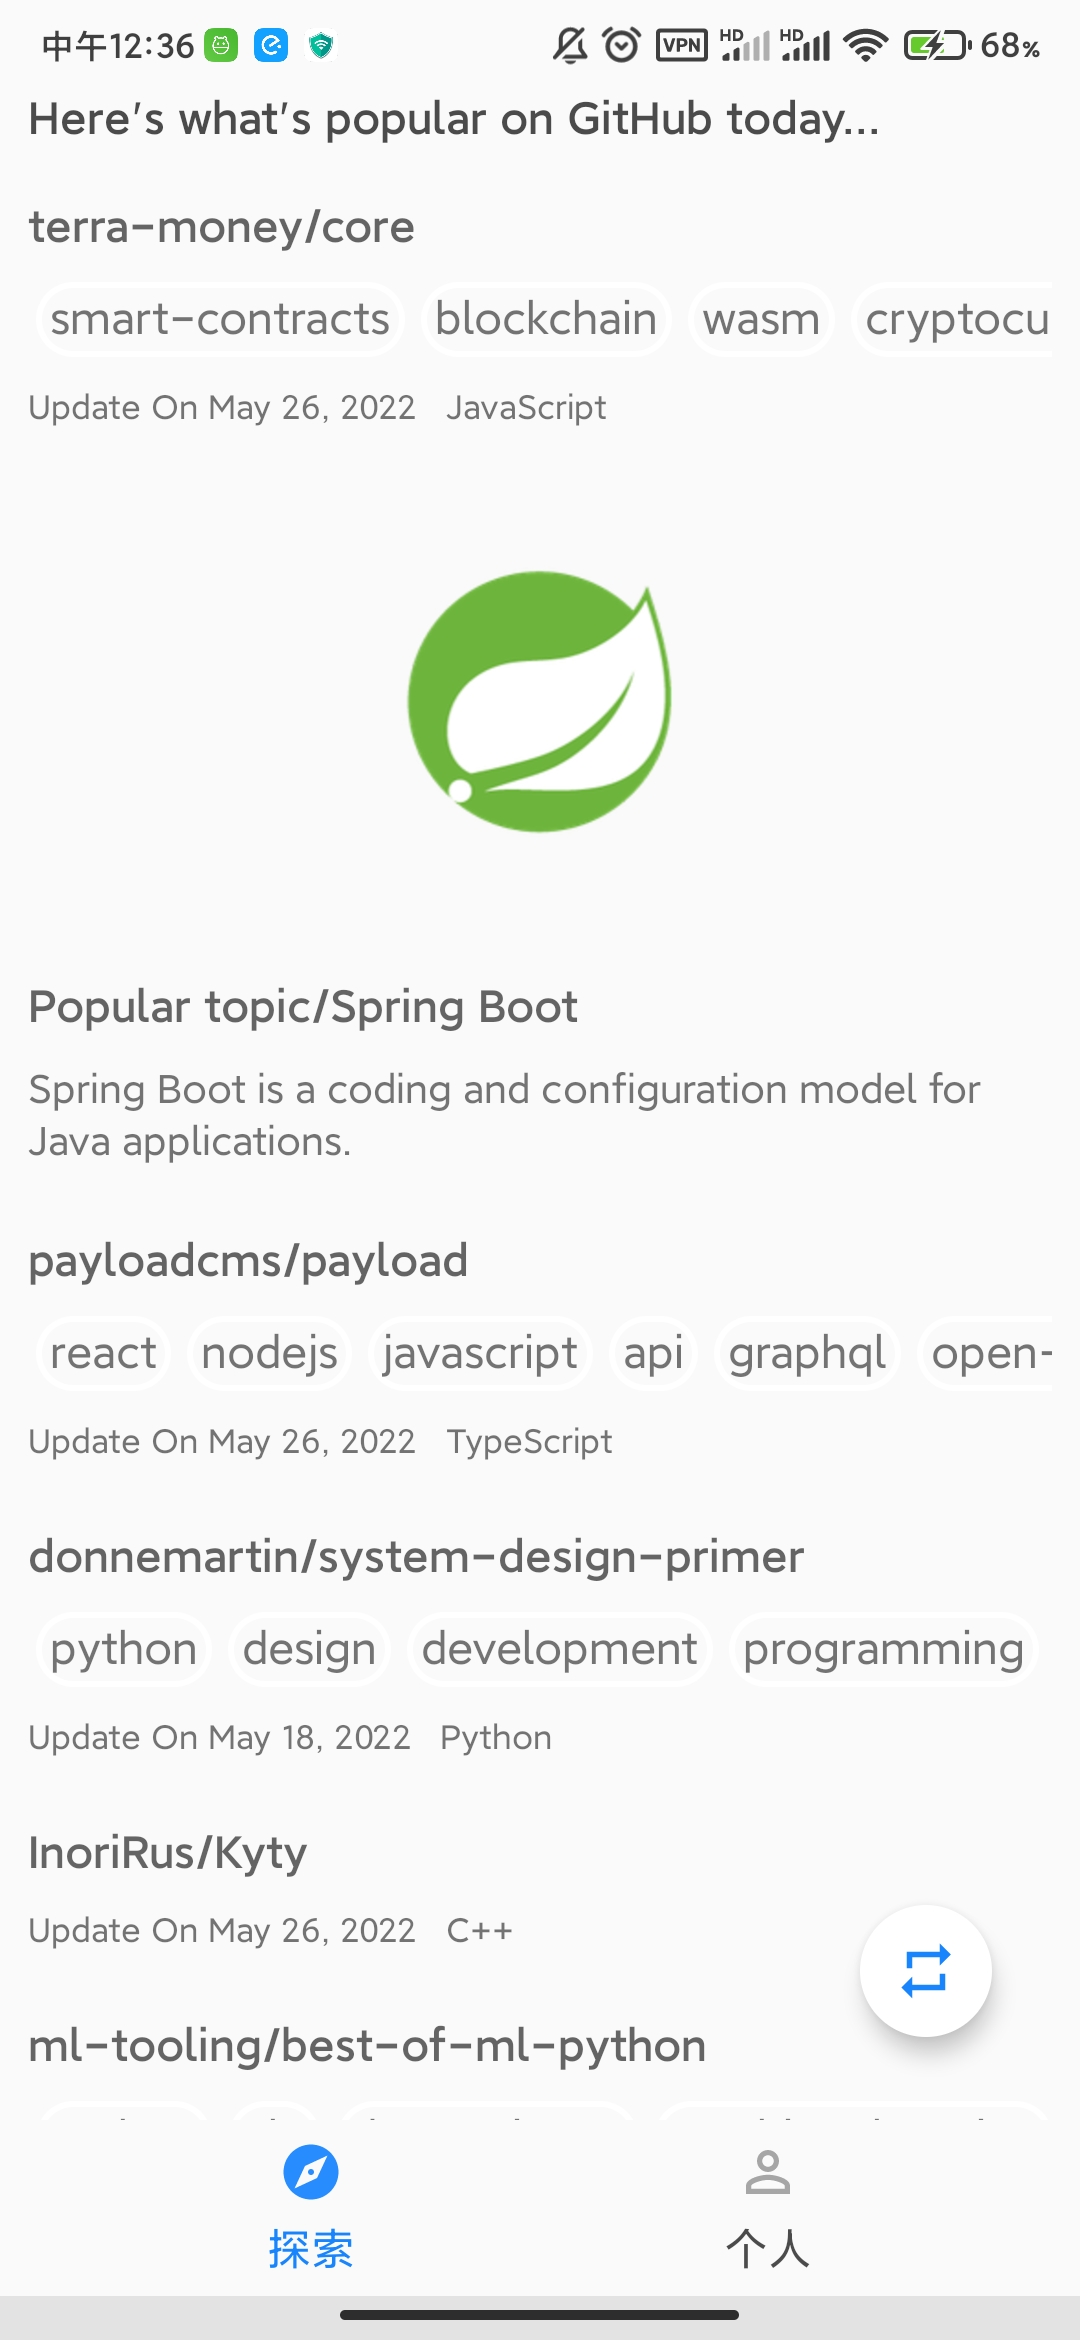 中午12:36 VPN HD HD 68%
Here's what's popular on GitHub today...
terra-money/core
smart-contracts blockchain wasm cryptocu
Update On May 26, 2022 JavaScript
Popular topic/Spring Boot
Spring Boot is a coding and configuration model for
Java applications.
payloadcms/payload
react nodejs javascript api graphql open-
Update On May 26, 2022 TypeScript
donnemartin/system-design-primer
python design development programming
Update On May 18, 2022 Python
InoriRus/Kyty
Update On May 26, 2022 C++
ml-tooling/best-of-ml-python
探索 个人